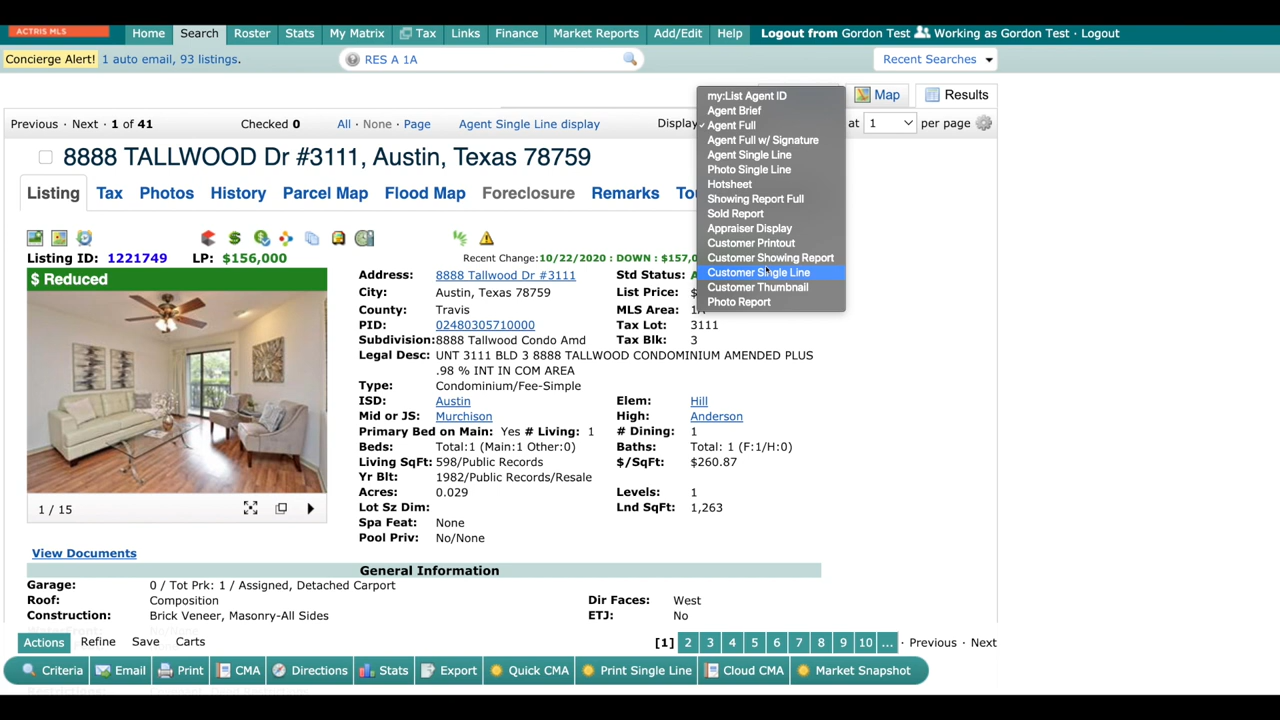 ACTRIS MLS
Home Search Roster Stats My Matrix Tax Links Finance Market Reports Add/Edit Help Logout from Gordon Test Working as Gordon Test · Logout
Concierge Alert! 1 auto email, 93 listings. RES A 1A Recent Searches
Map Results
Previous · Next · 1 of 41 Checked 0 All · None · Page Agent Single Line display Display at 1 per page
my:List Agent ID
Agent Brief
✓ Agent Full
Agent Full w/ Signature
Agent Single Line
Photo Single Line
Hotsheet
Showing Report Full
Sold Report
Appraiser Display
Customer Printout
Customer Showing Report
Customer Single Line
Customer Thumbnail
Photo Report
8888 TALLWOOD Dr #3111, Austin, Texas 78759
Listing Tax Photos History Parcel Map Flood Map Foreclosure Remarks
Listing ID: 1221749 LP: $156,000 Recent Change: 10/22/2020 : DOWN : $157,0
$ Reduced
Address: 8888 Tallwood Dr #3111 Std Status:
City: Austin, Texas 78759 List Price: $
County: Travis MLS Area: 1A
PID: 02480305710000 Tax Lot: 3111
Subdivision: 8888 Tallwood Condo Amd Tax Blk: 3
Legal Desc: UNT 3111 BLD 3 8888 TALLWOOD CONDOMINIUM AMENDED PLUS
.98 % INT IN COM AREA
Type: Condominium/Fee-Simple
ISD: Austin Elem: Hill
Mid or JS: Murchison High: Anderson
Primary Bed on Main: Yes # Living: 1 # Dining: 1
Beds: Total:1 (Main:1 Other:0) Baths: Total: 1 (F:1/H:0)
Living SqFt: 598/Public Records $/SqFt: $260.87
Yr Blt: 1982/Public Records/Resale
Acres: 0.029 Levels: 1
Lot Sz Dim: Lnd SqFt: 1,263
Spa Feat: None
Pool Priv: No/None
1 / 15
View Documents
General Information
Garage: 0 / Tot Prk: 1 / Assigned, Detached Carport
Roof: Composition Dir Faces: West
Construction: Brick Veneer, Masonry-All Sides ETJ: No
Actions Refine Save Carts [1] 2 3 4 5 6 7 8 9 10 ... · Previous · Next
Criteria Email Print CMA Directions Stats Export Quick CMA Print Single Line Cloud CMA Market Snapshot